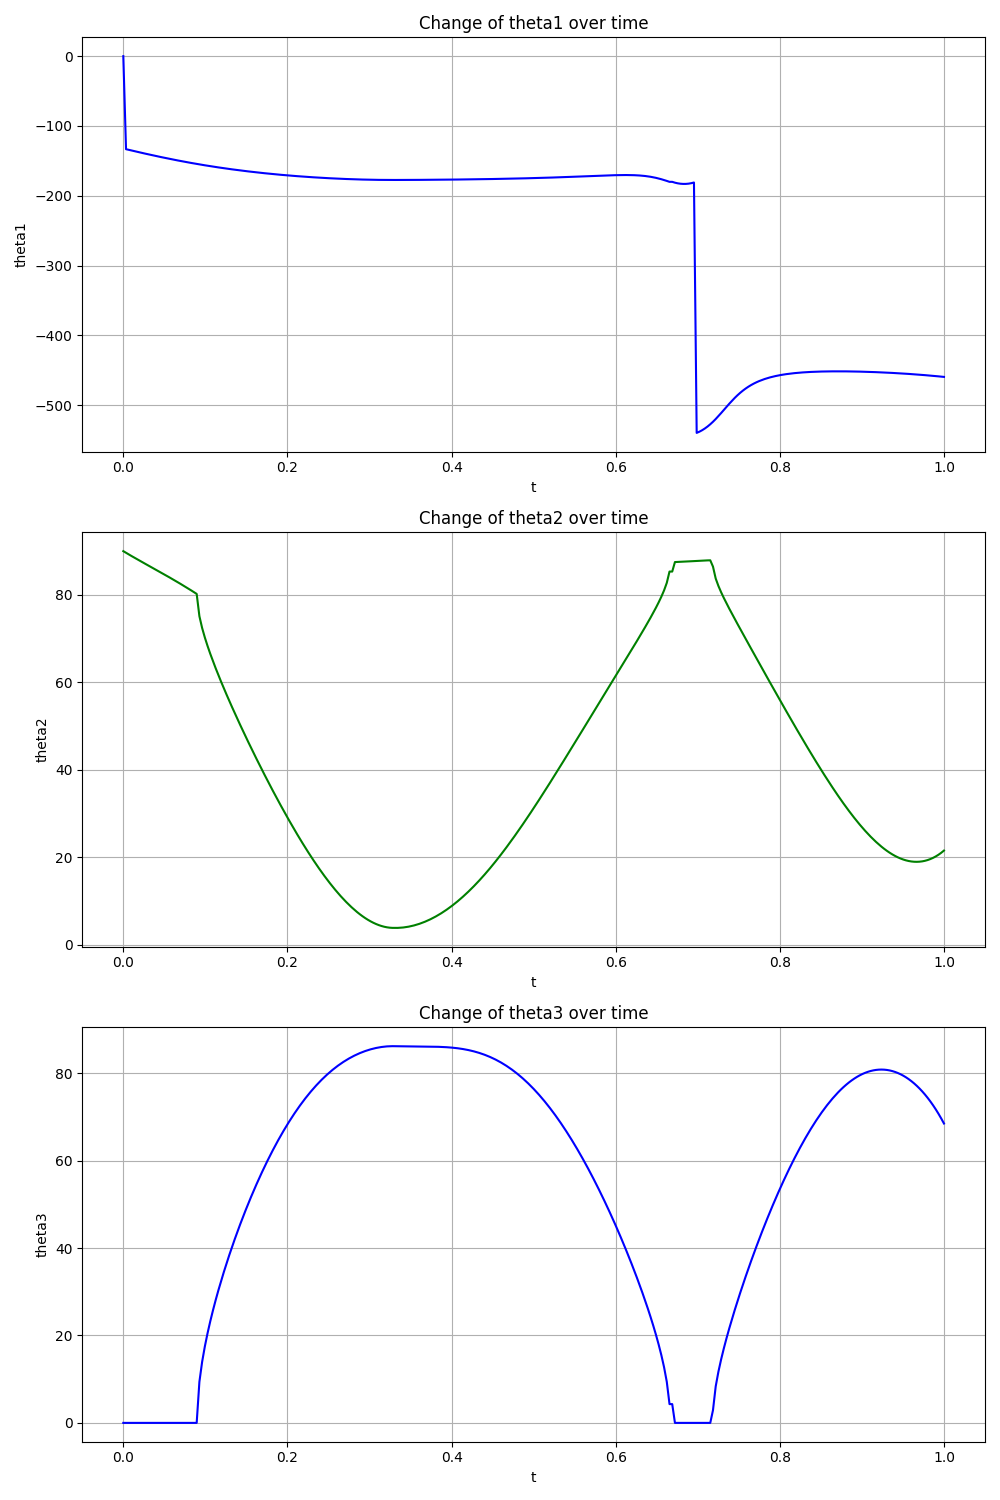 Change of theta1 over time
0
−100
−200
−300
−400
−500
theta1
0.0 0.2 0.4 0.6 0.8 1.0
t
Change of theta2 over time
80
60
40
20
0
theta2
0.0 0.2 0.4 0.6 0.8 1.0
t
Change of theta3 over time
80
60
40
20
0
theta3
0.0 0.2 0.4 0.6 0.8 1.0
t